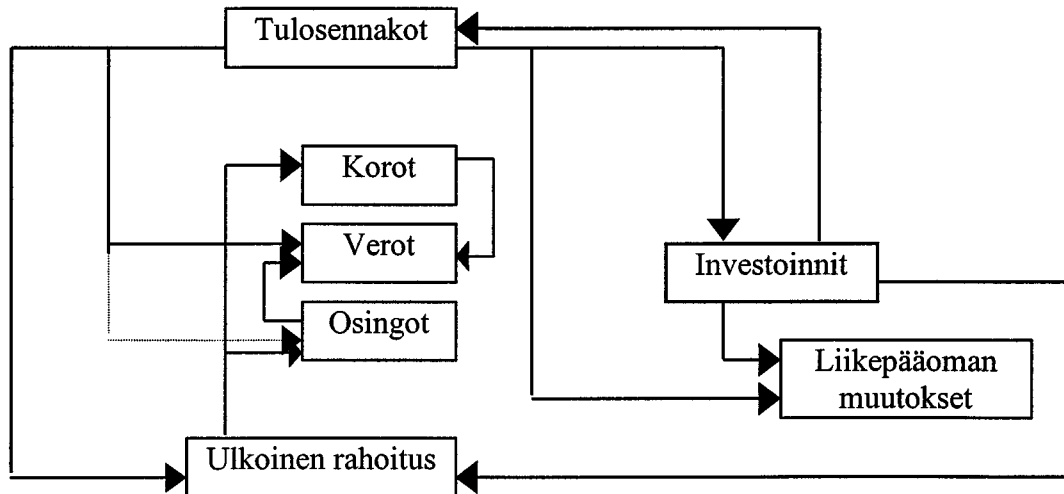 Tulosennakot
Korot
Verot
Investoinnit
Osingot
Liikepääoman
muutokset
Ulkoinen rahoitus